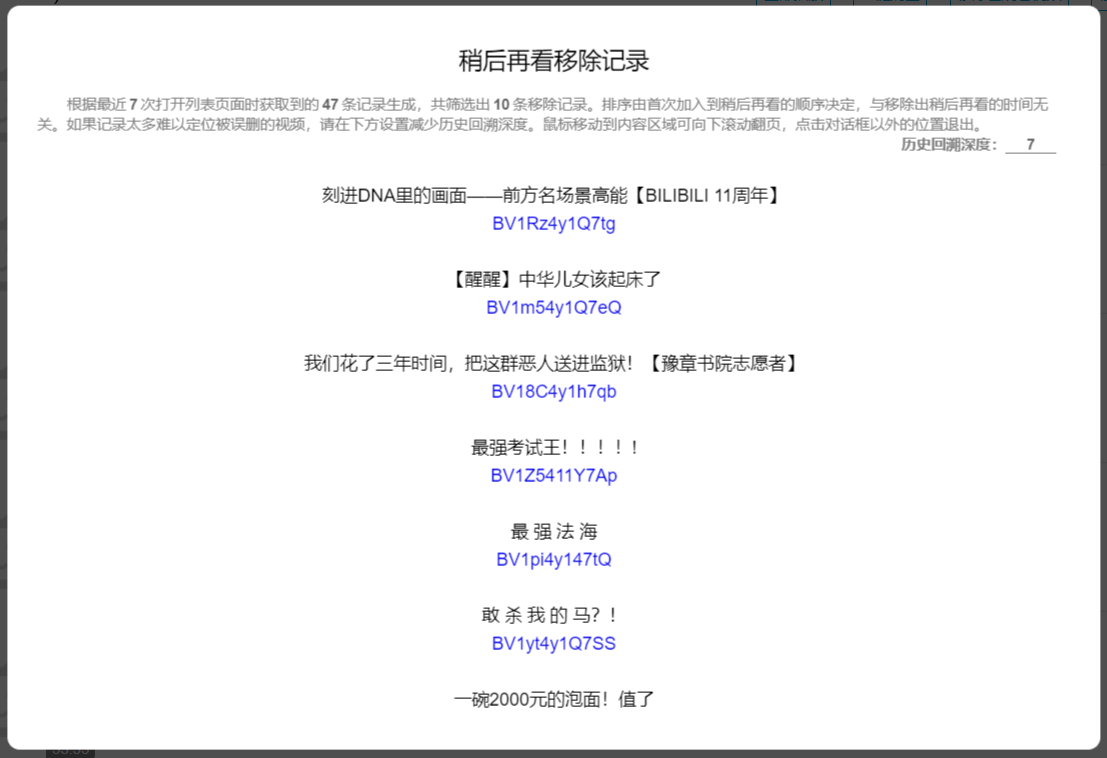 稍后再看移除记录
根据最近 7 次打开列表页面时获取到的 47 条记录生成，共筛选出 10 条移除记录。排序由首次加入到稍后再看的顺序决定，与移除出稍后再看的时间无
关。如果记录太多难以定位被误删的视频，请在下方设置减少历史回溯深度。鼠标移动到内容区域可向下滚动翻页，点击对话框以外的位置退出。
历史回溯深度： 7
刻进DNA里的画面——前方名场景高能【BILIBILI 11周年】
BV1Rz4y1Q7tg
【醒醒】中华儿女该起床了
BV1m54y1Q7eQ
我们花了三年时间，把这群恶人送进监狱！【豫章书院志愿者】
BV18C4y1h7qb
最强考试王！！！！！
BV1Z5411Y7Ap
最 强 法 海
BV1pi4y147tQ
敢 杀 我 的 马？！
BV1yt4y1Q7SS
一碗2000元的泡面！值了